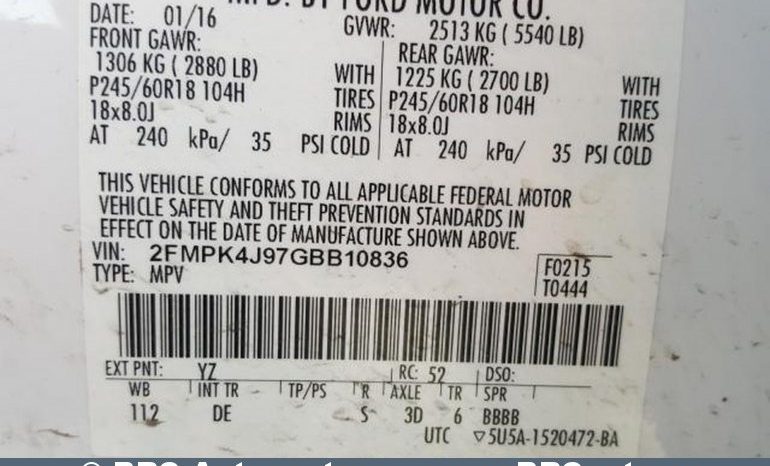 MFD. BY FORD MOTOR CO.
DATE: 01/16 GVWR: 2513 KG ( 5540 LB)
FRONT GAWR: REAR GAWR:
1306 KG ( 2880 LB) WITH 1225 KG ( 2700 LB) WITH
P245/60R18 104H TIRES P245/60R18 104H TIRES
18x8.0J RIMS 18x8.0J RIMS
AT 240 kPa/ 35 PSI COLD AT 240 kPa/ 35 PSI COLD
THIS VEHICLE CONFORMS TO ALL APPLICABLE FEDERAL MOTOR
VEHICLE SAFETY AND THEFT PREVENTION STANDARDS IN
EFFECT ON THE DATE OF MANUFACTURE SHOWN ABOVE.
VIN: 2FMPK4J97GBB10836 F0215
TYPE: MPV T0444
EXT PNT: YZ RC: 52 DSO:
WB INT TR TP/PS R AXLE TR SPR
112 DE S 3D 6 BBBB
UTC ▽5U5A-1520472-BA